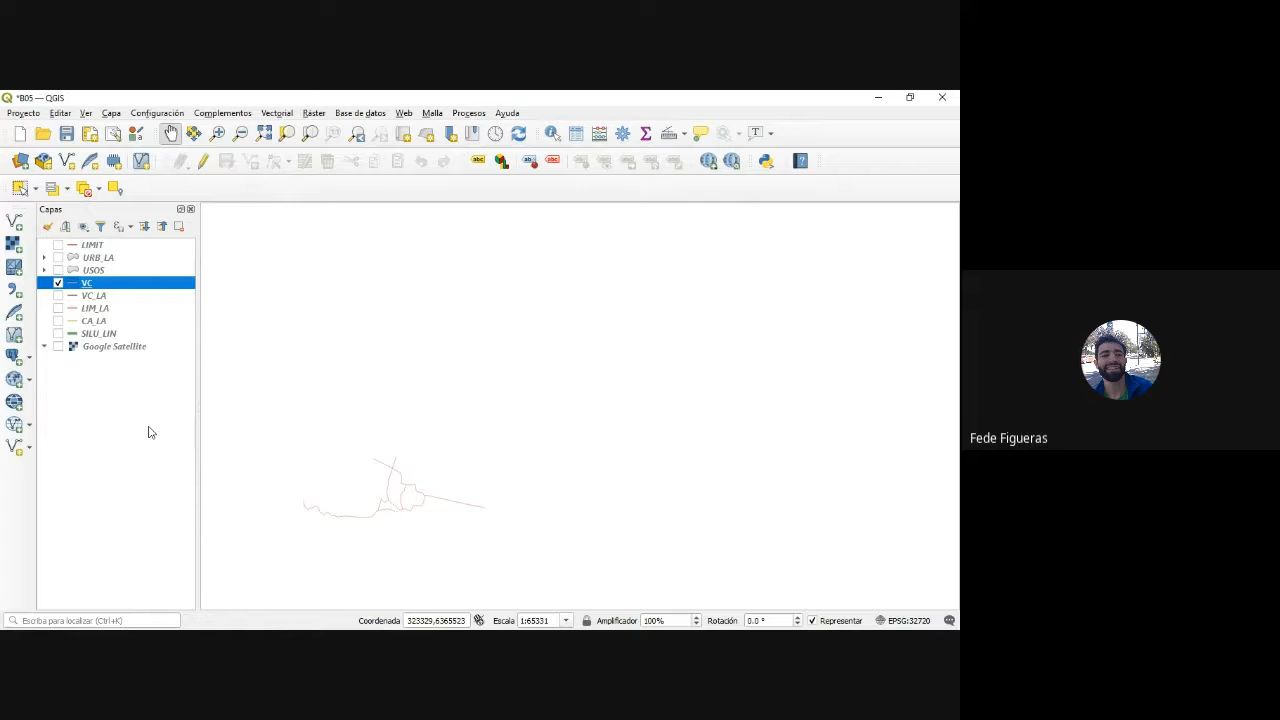 *B05 — QGIS
Proyecto Editar Ver Capa Configuración Complementos Vectorial Ráster Base de datos Web Malla Procesos Ayuda
Capas
LIMIT
URB_LA
USOS
VC
VC_LA
LIM_LA
CA_LA
SILU_LIN
Google Satellite
Fede Figueras
Escriba para localizar (Ctrl+K) Coordenada 323329,6365523 Escala 1:65331 Amplificador 100% Rotación 0.0 ° Representar EPSG:32720